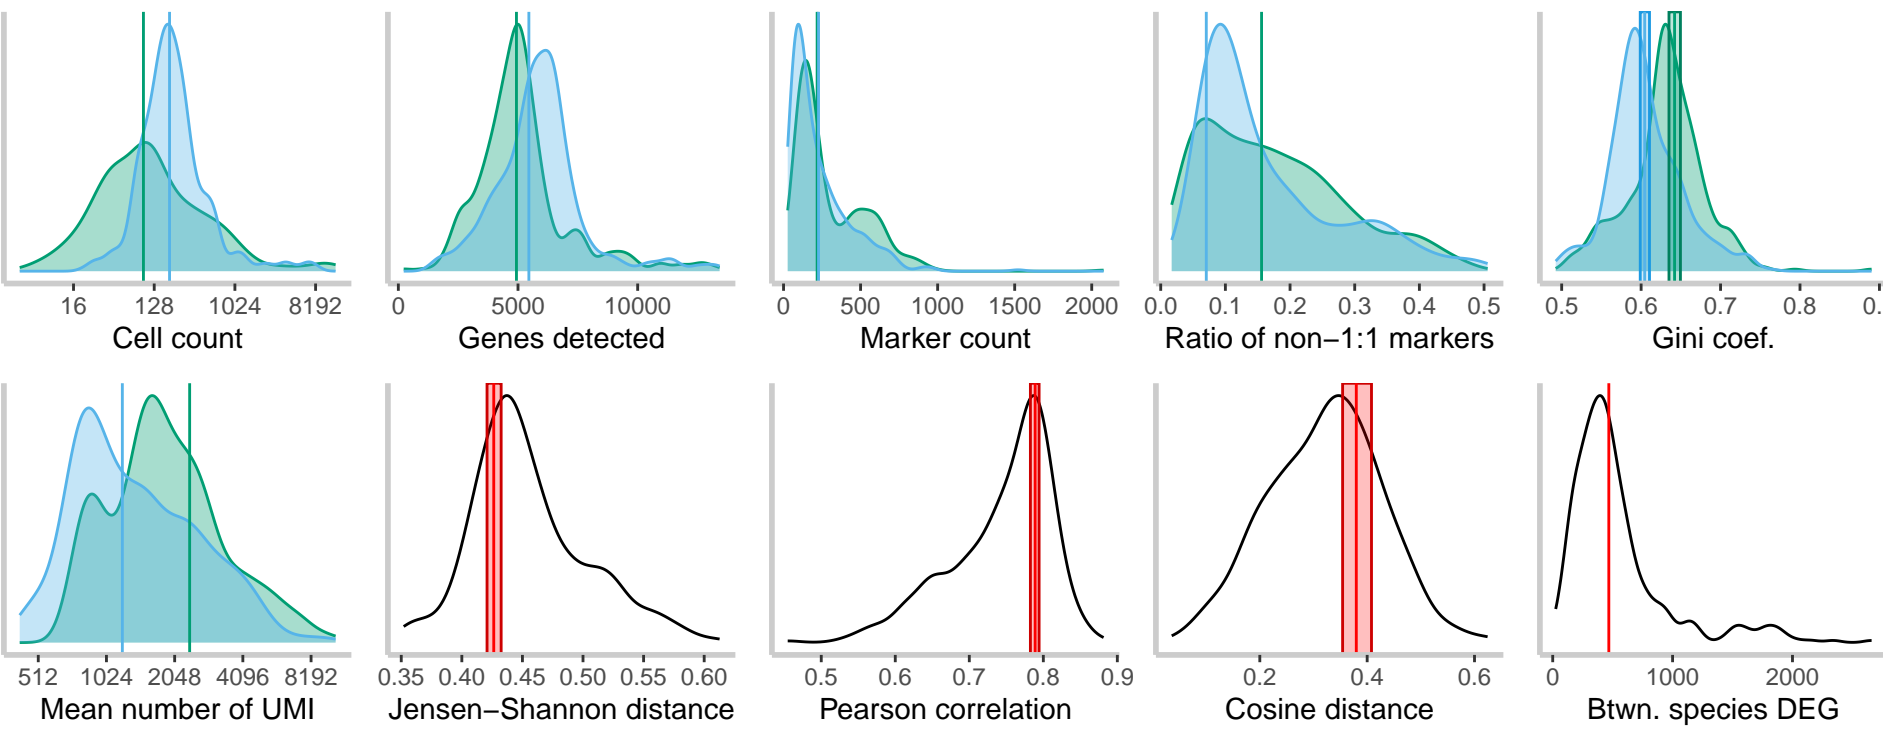 16 128 1024 8192
Cell count
0 5000 10000
Genes detected
0 500 1000 1500 2000
Marker count
0.0 0.1 0.2 0.3 0.4 0.5
Ratio of non−1:1 markers
0.5 0.6 0.7 0.8 0.
Gini coef.
512 1024 2048 4096 8192
Mean number of UMI
0.35 0.40 0.45 0.50 0.55 0.60
Jensen−Shannon distance
0.5 0.6 0.7 0.8 0.9
Pearson correlation
0.2 0.4 0.6
Cosine distance
0 1000 2000
Btwn. species DEG